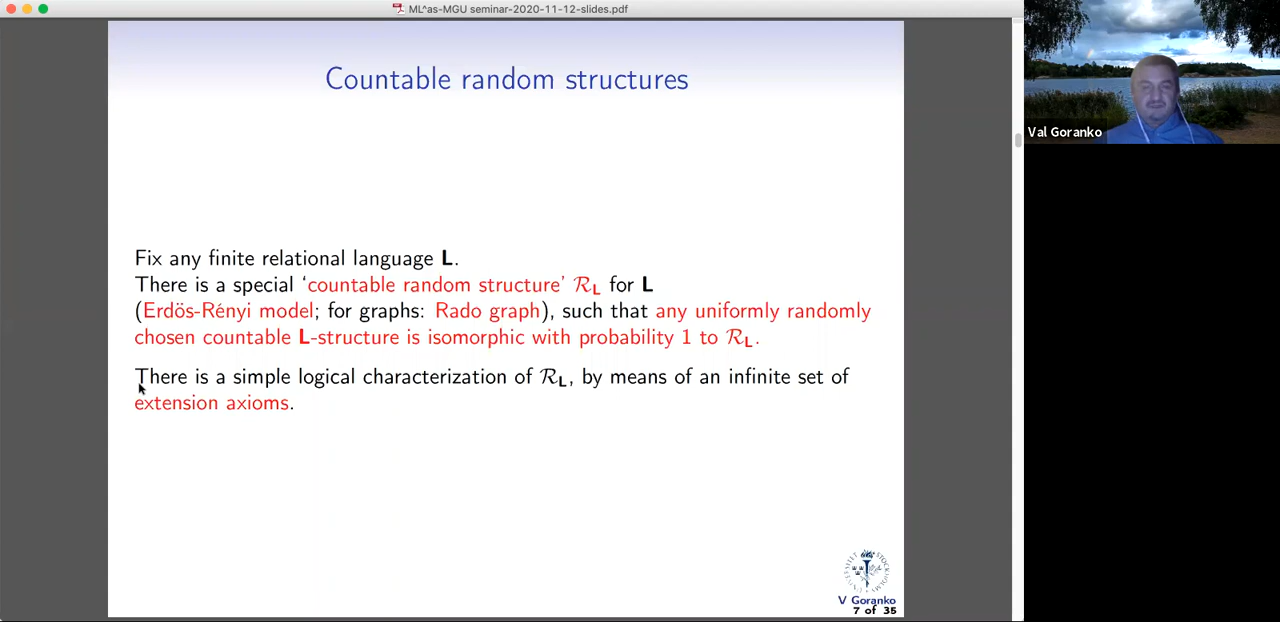 ML^as-MGU seminar-2020-11-12-slides.pdf
Countable random structures
Val Goranko
Fix any finite relational language L.
There is a special ‘countable random structure’ ℛ_L for L
(Erdös-Rényi model; for graphs: Rado graph), such that any uniformly randomly
chosen countable L-structure is isomorphic with probability 1 to ℛ_L.
There is a simple logical characterization of ℛ_L, by means of an infinite set of
extension axioms.
V Goranko
7 of 35